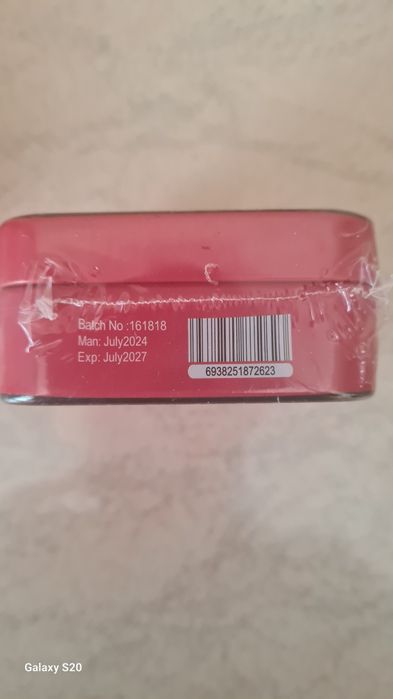 Batch No :161818
Man: July2024
Exp: July2027
6938251872623
Galaxy S20